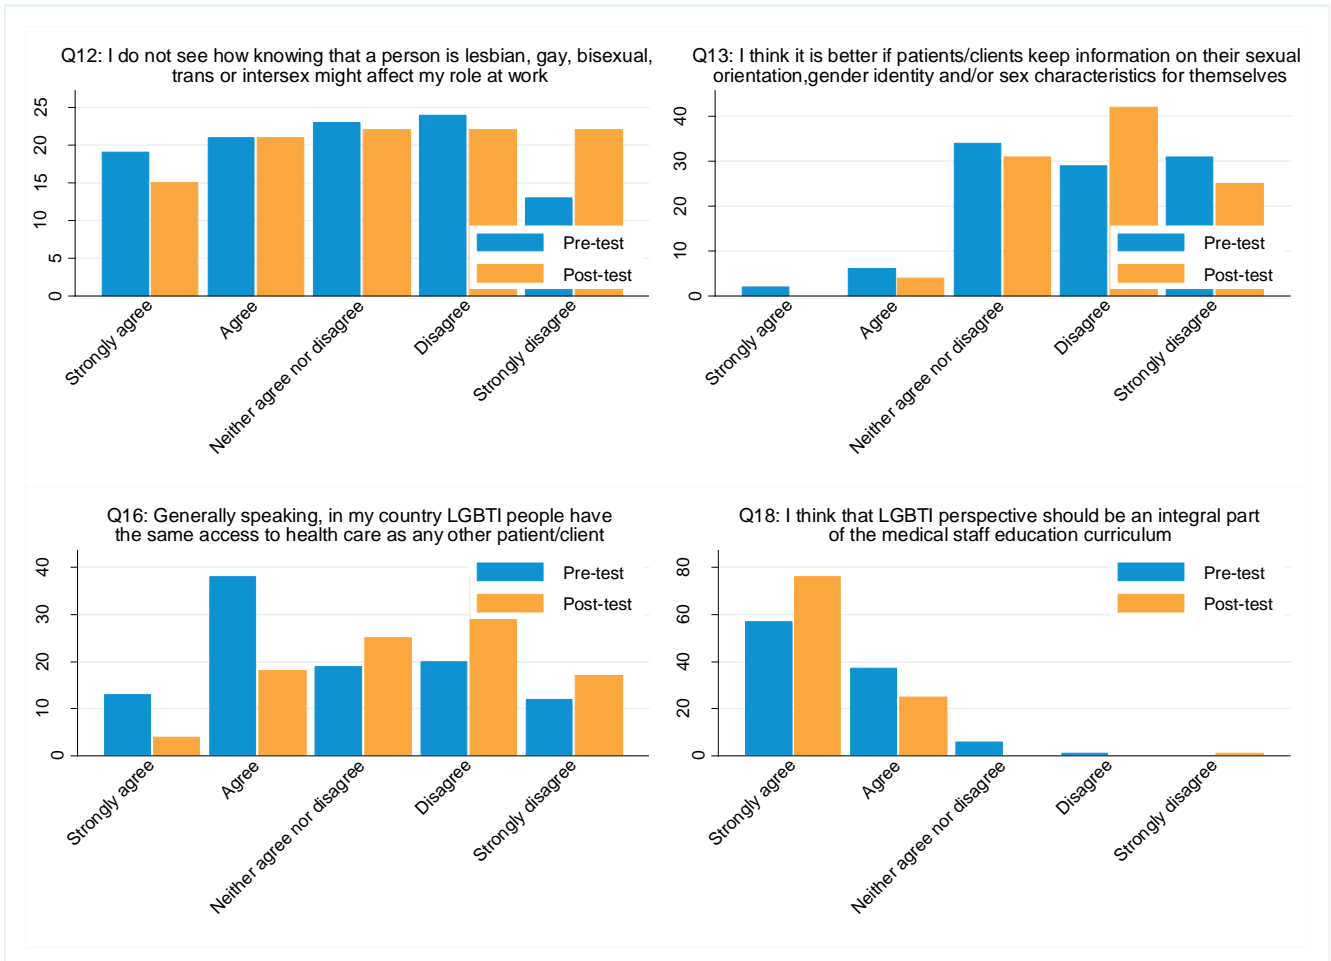 Q12: I do not see how knowing that a person is lesbian, gay, bisexual,
trans or intersex might affect my role at work
25
20
15
10
5
0
Pre-test
Post-test
Strongly agree
Agree
Neither agree nor disagree
Disagree
Strongly disagree
Q13: I think it is better if patients/clients keep information on their sexual
orientation,gender identity and/or sex characteristics for themselves
40
30
20
10
0
Pre-test
Post-test
Strongly agree
Agree
Neither agree nor disagree
Disagree
Strongly disagree
Q16: Generally speaking, in my country LGBTI people have
the same access to health care as any other patient/client
40
30
20
10
0
Pre-test
Post-test
Strongly agree
Agree
Neither agree nor disagree
Disagree
Strongly disagree
Q18: I think that LGBTI perspective should be an integral part
of the medical staff education curriculum
80
60
40
20
0
Pre-test
Post-test
Strongly agree
Agree
Neither agree nor disagree
Disagree
Strongly disagree